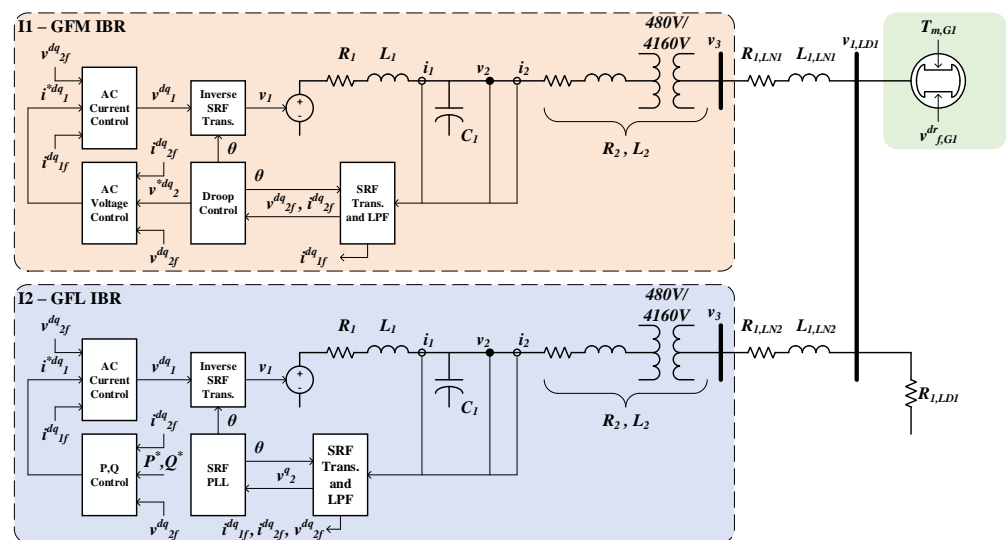 I1 – GFM IBR
v^dq_2f
i^*dq_1
i^dq_1f
AC
Current
Control
v^dq_1
Inverse
SRF
Trans.
v_1
+
-
R_1
L_1
i_1
v_2
i_2
C_1
480V/
4160V
R_2 , L_2
v_3
θ
i^dq_2f
v^*dq_2
AC
Voltage
Control
v^dq_2f
Droop
Control
θ
v^dq_2f, i^dq_2f
SRF
Trans.
and LPF
i^dq_1f
R_1,LN1
L_1,LN1
v_1,LD1
T_m,G1
v^dr_f,G1
I2 – GFL IBR
v^dq_2f
i^*dq_1
i^dq_1f
AC
Current
Control
v^dq_1
Inverse
SRF
Trans.
v_1
+
-
R_1
L_1
i_1
v_2
i_2
C_1
480V/
4160V
R_2 , L_2
v_3
θ
i^dq_2f
P^*,Q^*
P,Q
Control
v^dq_2f
SRF
PLL
θ
v^q_2
SRF
Trans.
and
LPF
i^dq_1f, i^dq_2f, v^dq_2f
R_1,LN2
L_1,LN2
R_1,LD1